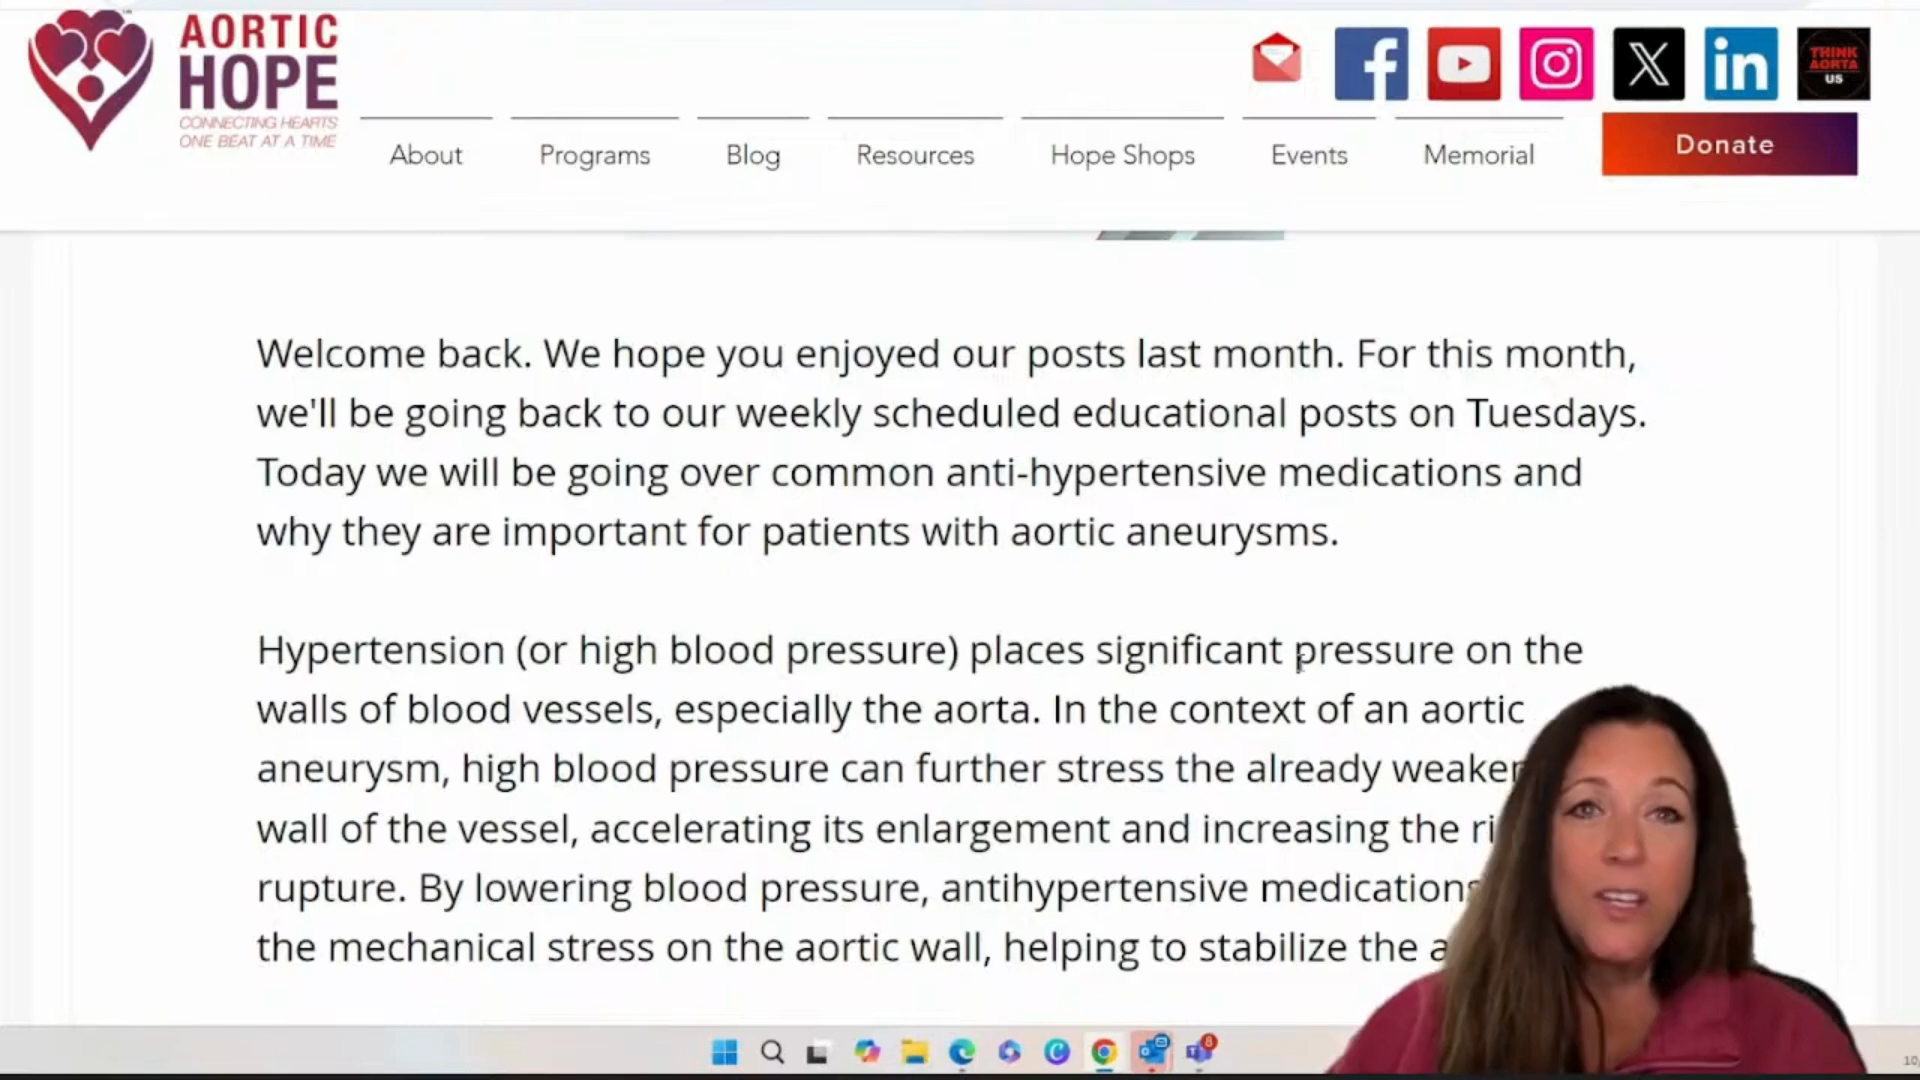 AORTIC
HOPE
CONNECTING HEARTS
ONE BEAT AT A TIME
THINK
AORTA
US
About Programs Blog Resources Hope Shops Events Memorial Donate
Welcome back. We hope you enjoyed our posts last month. For this month,
we'll be going back to our weekly scheduled educational posts on Tuesdays.
Today we will be going over common anti-hypertensive medications and
why they are important for patients with aortic aneurysms.
Hypertension (or high blood pressure) places significant pressure on the
walls of blood vessels, especially the aorta. In the context of an aortic
aneurysm, high blood pressure can further stress the already
wall of the vessel, accelerating its enlargement and increasing the
rupture. By lowering blood pressure, antihypertensive medications
the mechanical stress on the aortic wall, helping to stabilize the
8